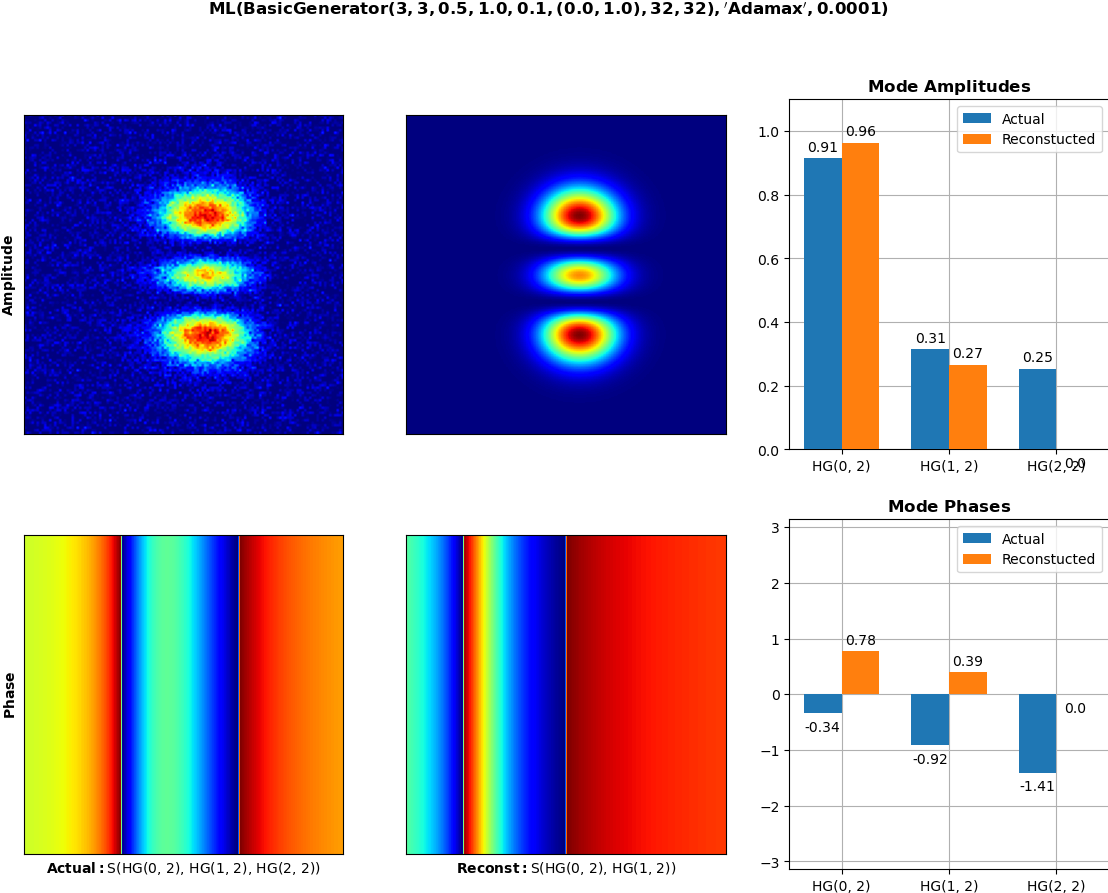 ML(BasicGenerator(3, 3, 0.5, 1.0, 0.1, (0.0, 1.0), 32, 32), ′Adamax′, 0.0001)
Amplitude
Mode Amplitudes
Actual
Reconstucted
1.0
0.8
0.6
0.4
0.2
0.0
0.91
0.96
0.31
0.27
0.25
0.0
HG(0, 2)
HG(1, 2)
HG(2, 2)
Phase
Actual: S(HG(0, 2), HG(1, 2), HG(2, 2))
Reconst: S(HG(0, 2), HG(1, 2))
Mode Phases
Actual
Reconstucted
3
2
1
0
−1
−2
−3
-0.34
0.78
-0.92
0.39
-1.41
0.0
HG(0, 2)
HG(1, 2)
HG(2, 2)